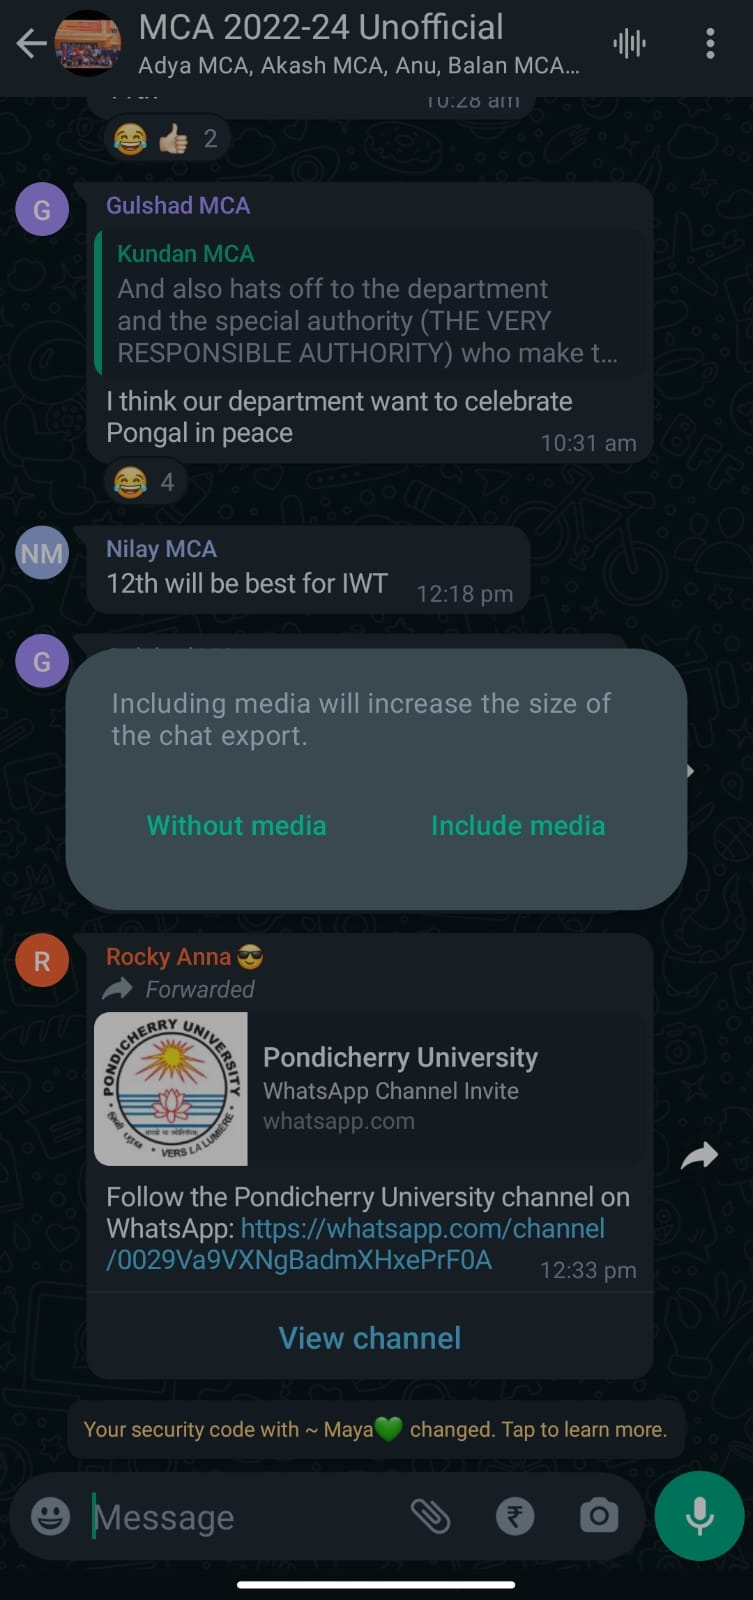 MCA 2022-24 Unofficial
Adya MCA, Akash MCA, Anu, Balan MCA...
10:28 am
2
G
Gulshad MCA
Kundan MCA
And also hats off to the department
and the special authority (THE VERY
RESPONSIBLE AUTHORITY) who make t...
I think our department want to celebrate
Pongal in peace
10:31 am
4
NM
Nilay MCA
12th will be best for IWT
12:18 pm
G
Including media will increase the size of
the chat export.
Without media
Include media
R
Rocky Anna 😎
Forwarded
PONDICHERRY UNIVERSITY
VERS LA LUMIÈRE
Pondicherry University
WhatsApp Channel Invite
whatsapp.com
Follow the Pondicherry University channel on
WhatsApp: https://whatsapp.com/channel
/0029Va9VXNgBadmXHxePrF0A
12:33 pm
View channel
Your security code with ~ Maya💚 changed. Tap to learn more.
Message